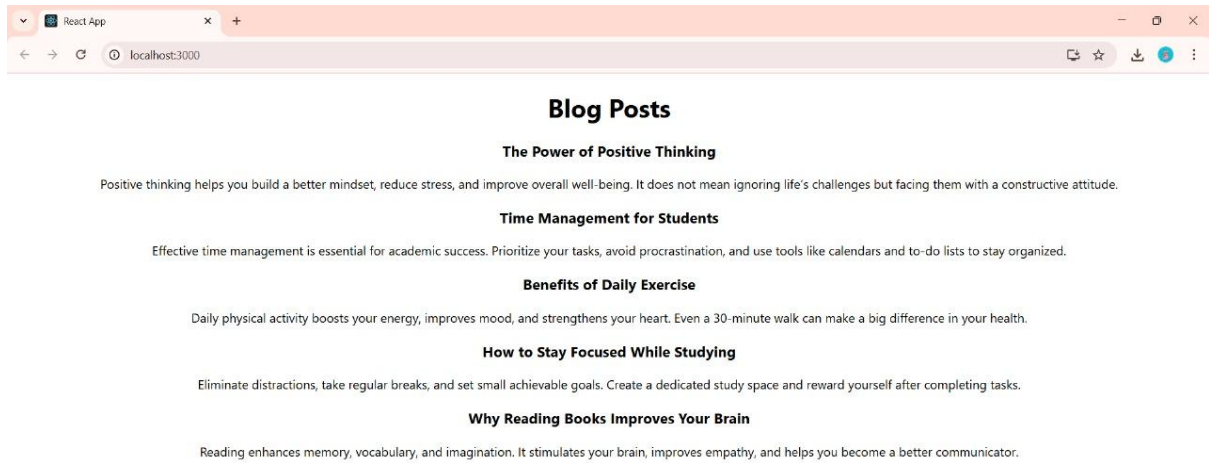 React App
localhost:3000
Blog Posts
The Power of Positive Thinking
Positive thinking helps you build a better mindset, reduce stress, and improve overall well-being. It does not mean ignoring life’s challenges but facing them with a constructive attitude.
Time Management for Students
Effective time management is essential for academic success. Prioritize your tasks, avoid procrastination, and use tools like calendars and to-do lists to stay organized.
Benefits of Daily Exercise
Daily physical activity boosts your energy, improves mood, and strengthens your heart. Even a 30-minute walk can make a big difference in your health.
How to Stay Focused While Studying
Eliminate distractions, take regular breaks, and set small achievable goals. Create a dedicated study space and reward yourself after completing tasks.
Why Reading Books Improves Your Brain
Reading enhances memory, vocabulary, and imagination. It stimulates your brain, improves empathy, and helps you become a better communicator.